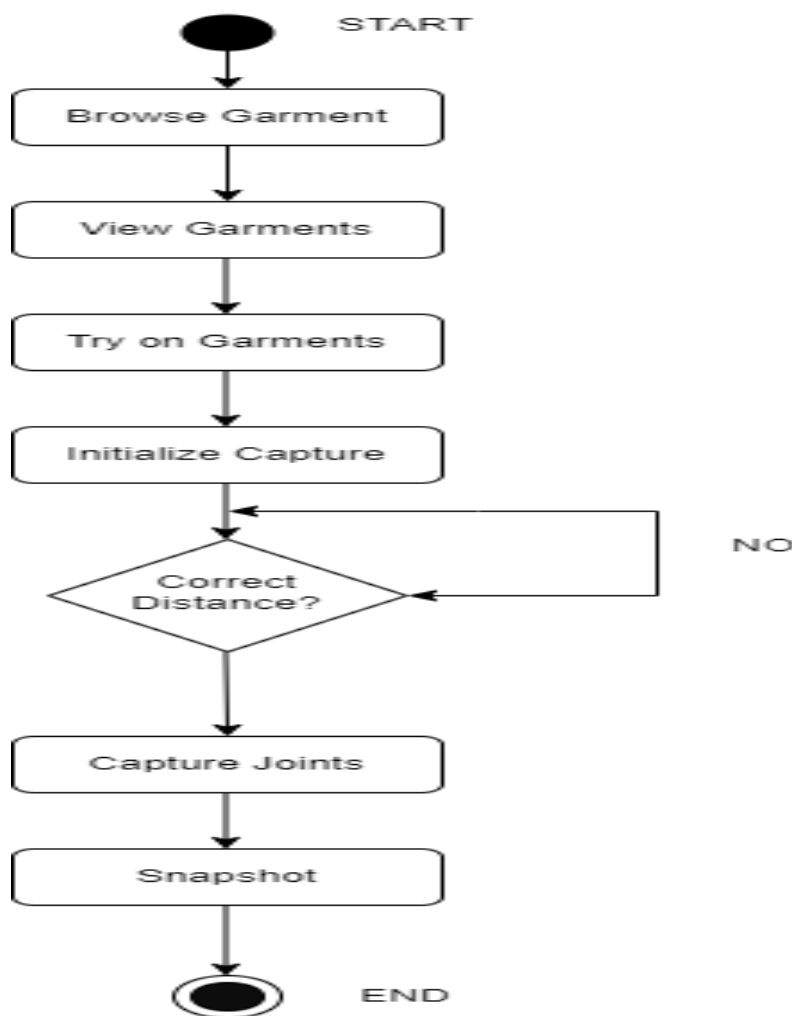 START
Browse Garment
View Garments
Try on Garments
Initialize Capture
NO
Correct
Distance?
Capture Joints
Snapshot
END